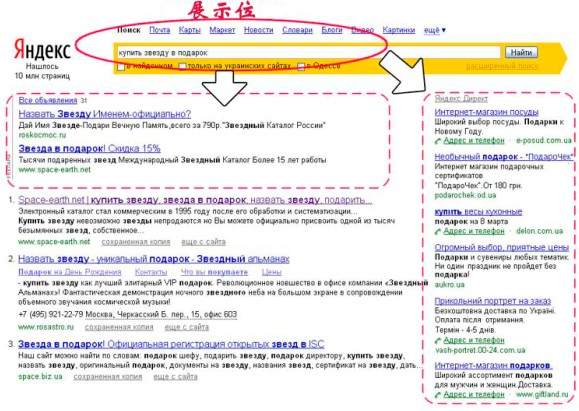 展示位
Поиск Почта Карты Маркет Новости Словари Блоги Видео Картинки ещё
Яндекс
Нашлось
10 млн страниц
купить звезду в подарок
Найти
в найденном только на украинских сайтах в Одессе
расширенный поиск
Все объявления 31
Назвать Звезду Именем-официально?
Дай Имя Звезде-Подари Вечную Память,всего за 790р."Звездный Каталог России"
roskocmoc.ru
Звезда в подарок! Скидка 15%
Тысячи подаренных звезд.Международный Звездный Каталог Более 15 лет работы
www.space-earth.net
1. Space-earth.net | купить звезду, звезда в подарок, назвать звезду, подарить...
Электронный каталог стал коммерческим в 1995 году после его обработки и систематизации...
Купить звезду невозможно звезды непродаются но Вы можете официально присвоить одной из тысяч
безымянных звезд, собственное...
www.space-earth.net сохраненная копия еще с сайта
2. Назвать звезду - уникальный подарок - Звездный альманах
Подарок на День Рождения Контакты Что вы покупаете Цены
- купить звезду как лучший элитарный VIP подарок. Революционное новшество в офисе компании «Звездный
Альманах»! Фантастическая демонстрация ночного звездного неба на большом экране в сопровождении
объемного звучания космической музыки!
+7 (495) 921-22-79 Москва, Черкасский Б. пер., 15, офис 603
www.rosastro.ru сохраненная копия еще с сайта
3. Звезда в подарок! Официальная регистрация открытых звезд в ISC
Наш сайт можно найти по словам: подарок шефу, подарить звезду, подарок директору, купить звезду,
назвать звезду, оригинальный подарок, документы на звезду, названия звезд, сертификат на звезду, дать...
space.biz.ua сохраненная копия еще с сайта
Яндекс Директ
Интернет-магазин посуды
Широкий выбор посуды. Подарки к
Новому Году.
Адрес и телефон · e-posud.com.ua
Необычный подарок - "ПодароЧек"
Интернет магазин подарочных
сертификатов
"ПодароЧек".От 180 грн.
podarochek.od.ua
купить весы кухонные
подарок на 8 марта
Адрес и телефон · delon.com.ua
Огромный выбор, приятные цены
Подарки и сувениры любых тематик.
Ни один праздник не пройдет без
подарка!
aukro.ua
Прикольний портрет на заказ
Безкоштовна доставка по Україні.
Оплата після отримання.
Термін - 4-5 днів.
Адрес и телефон ·
vash-portret.00-24.com.ua
Интернет-магазин подарков
Широкий ассортимент подарков
для мужчин и женщин.Доставка.
Адрес и телефон · www.giftland.ru